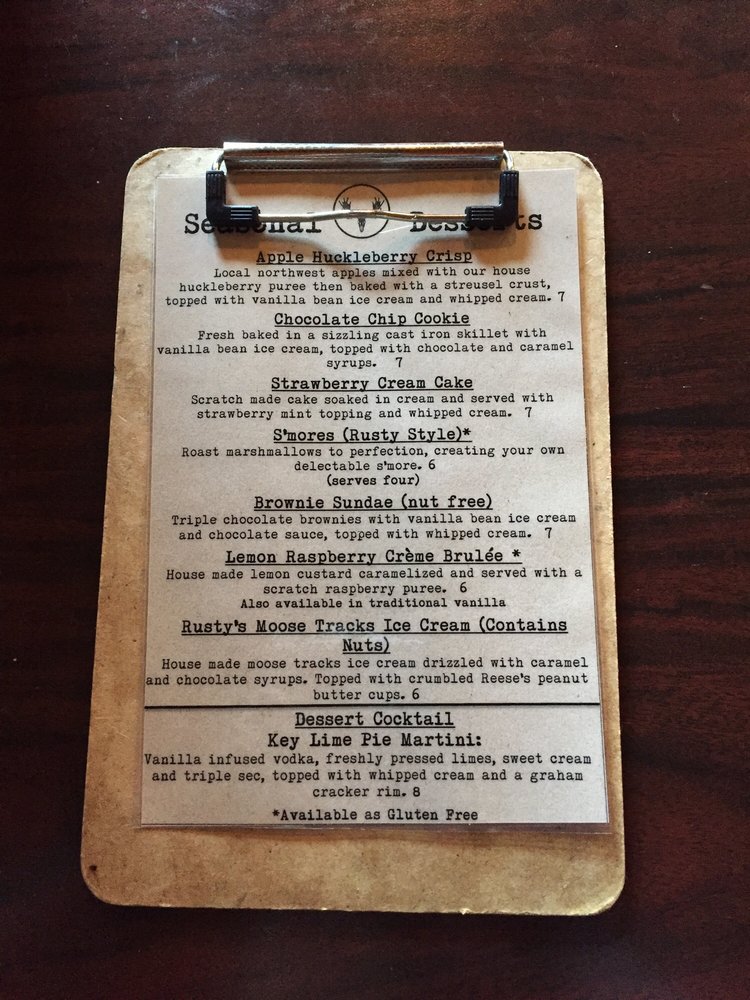 Seasonal Desserts
Apple Huckleberry Crisp
Local northwest apples mixed with our house
huckleberry puree then baked with a streusel crust,
topped with vanilla bean ice cream and whipped cream. 7
Chocolate Chip Cookie
Fresh baked in a sizzling cast iron skillet with
vanilla bean ice cream, topped with chocolate and caramel
syrups. 7
Strawberry Cream Cake
Scratch made cake soaked in cream and served with
strawberry mint topping and whipped cream. 7
S'mores (Rusty Style)*
Roast marshmallows to perfection, creating your own
delectable s'more. 6
(serves four)
Brownie Sundae (nut free)
Triple chocolate brownies with vanilla bean ice cream
and chocolate sauce, topped with whipped cream. 7
Lemon Raspberry Crème Brulée *
House made lemon custard caramelized and served with a
scratch raspberry puree. 6
Also available in traditional vanilla
Rusty's Moose Tracks Ice Cream (Contains
Nuts)
House made moose tracks ice cream drizzled with caramel
and chocolate syrups. Topped with crumbled Reese's peanut
butter cups. 6
Dessert Cocktail
Key Lime Pie Martini:
Vanilla infused vodka, freshly pressed limes, sweet cream
and triple sec, topped with whipped cream and a graham
cracker rim. 8
*Available as Gluten Free